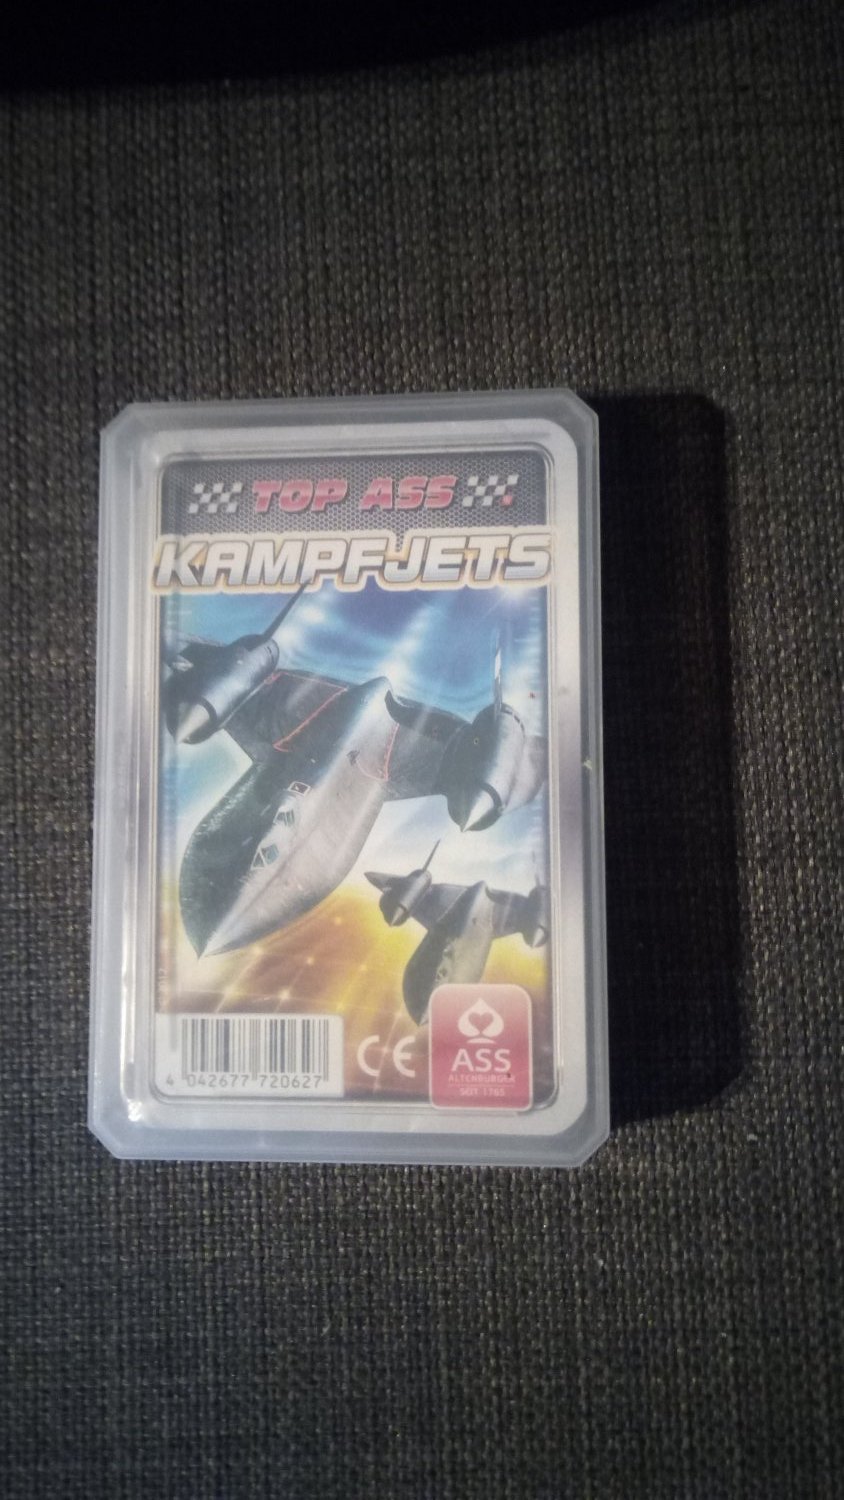 TOP ASS
KAMPFJETS
4 042677 720627
CE
ASS
ALTENBURGER
SEIT 1765